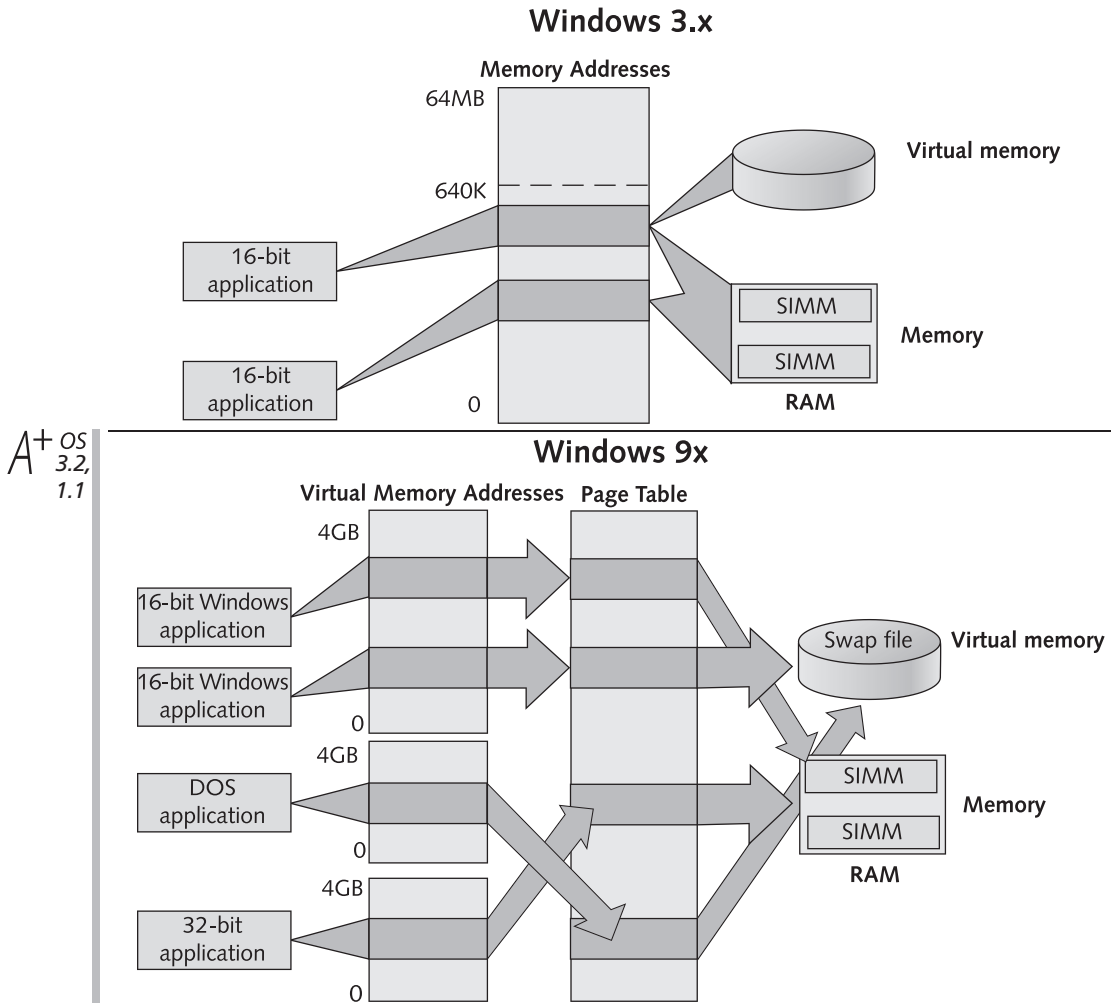 Windows 3.x
Memory Addresses
64MB
640K
0
16-bit
application
16-bit
application
Virtual memory
SIMM
SIMM
Memory
RAM
A+ OS
3.2,
1.1
Windows 9x
Virtual Memory Addresses
Page Table
4GB
0
4GB
0
4GB
0
16-bit Windows
application
16-bit Windows
application
DOS
application
32-bit
application
Swap file
Virtual memory
SIMM
SIMM
Memory
RAM